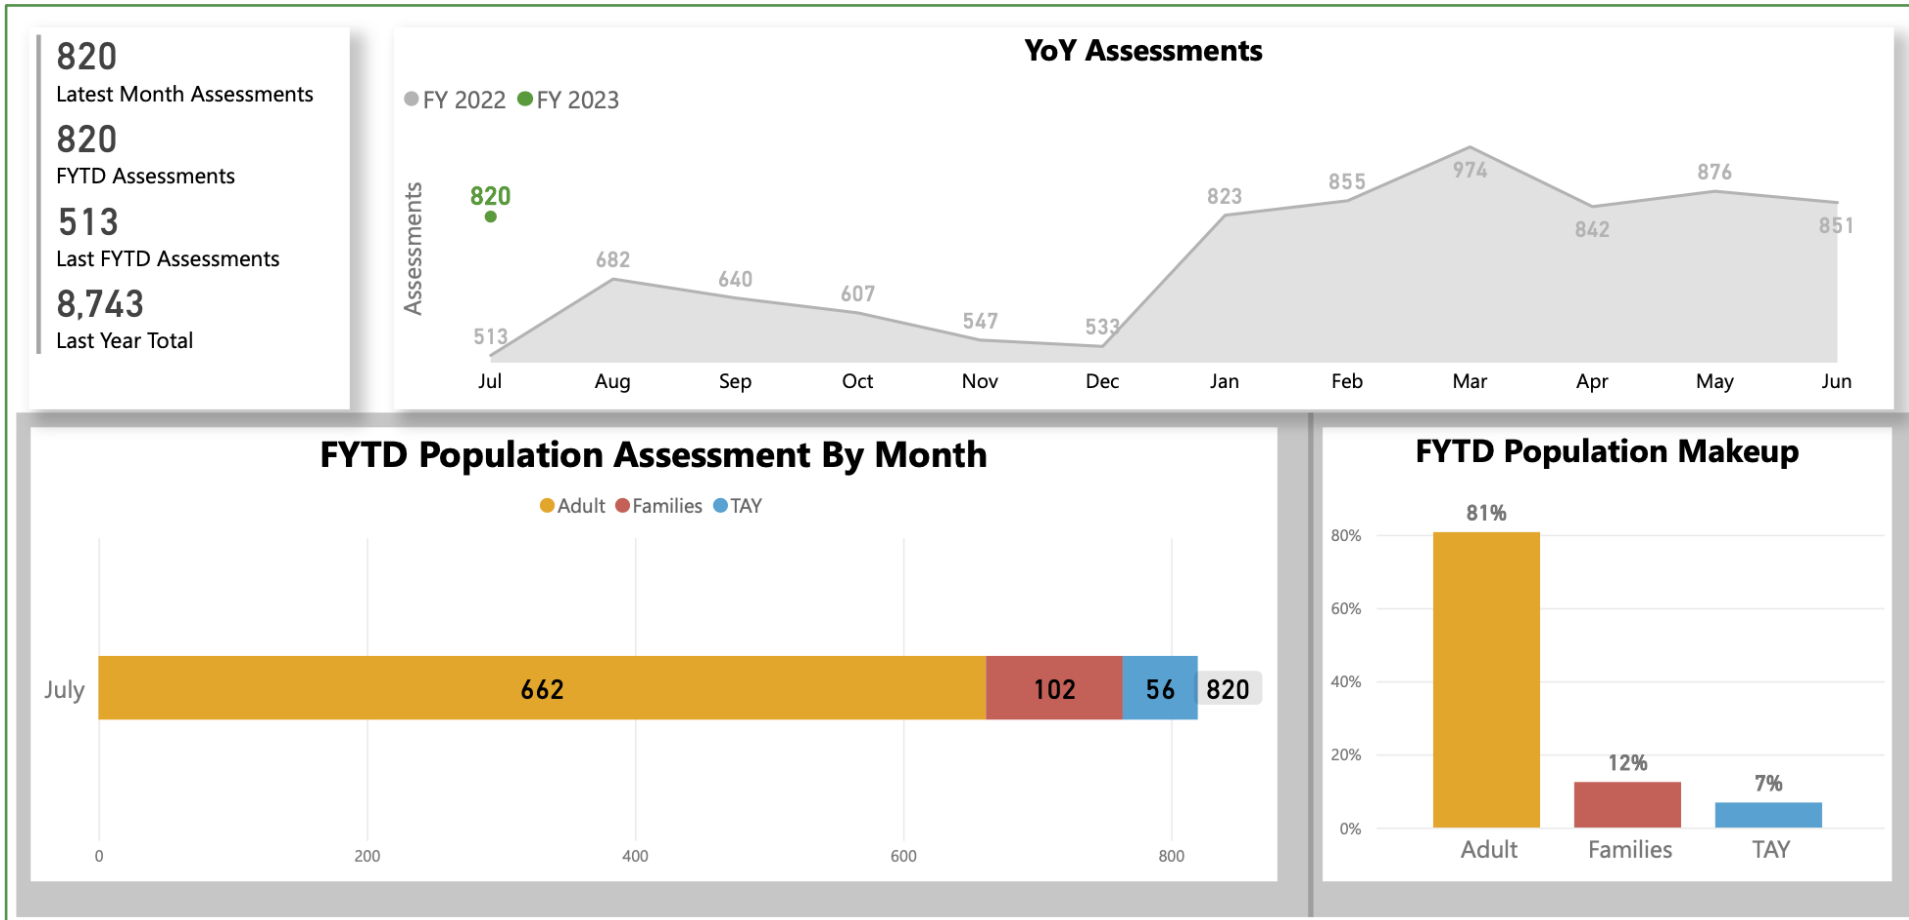 820
Latest Month Assessments
820
FYTD Assessments
513
Last FYTD Assessments
8,743
Last Year Total
YoY Assessments
FY 2022 FY 2023
Assessments
820
513
682
640
607
547
533
823
855
974
842
876
851
Jul Aug Sep Oct Nov Dec Jan Feb Mar Apr May Jun
FYTD Population Assessment By Month
Adult Families TAY
July 662 102 56 820
0 200 400 600 800
FYTD Population Makeup
80%
60%
40%
20%
0%
81%
12%
7%
Adult Families TAY